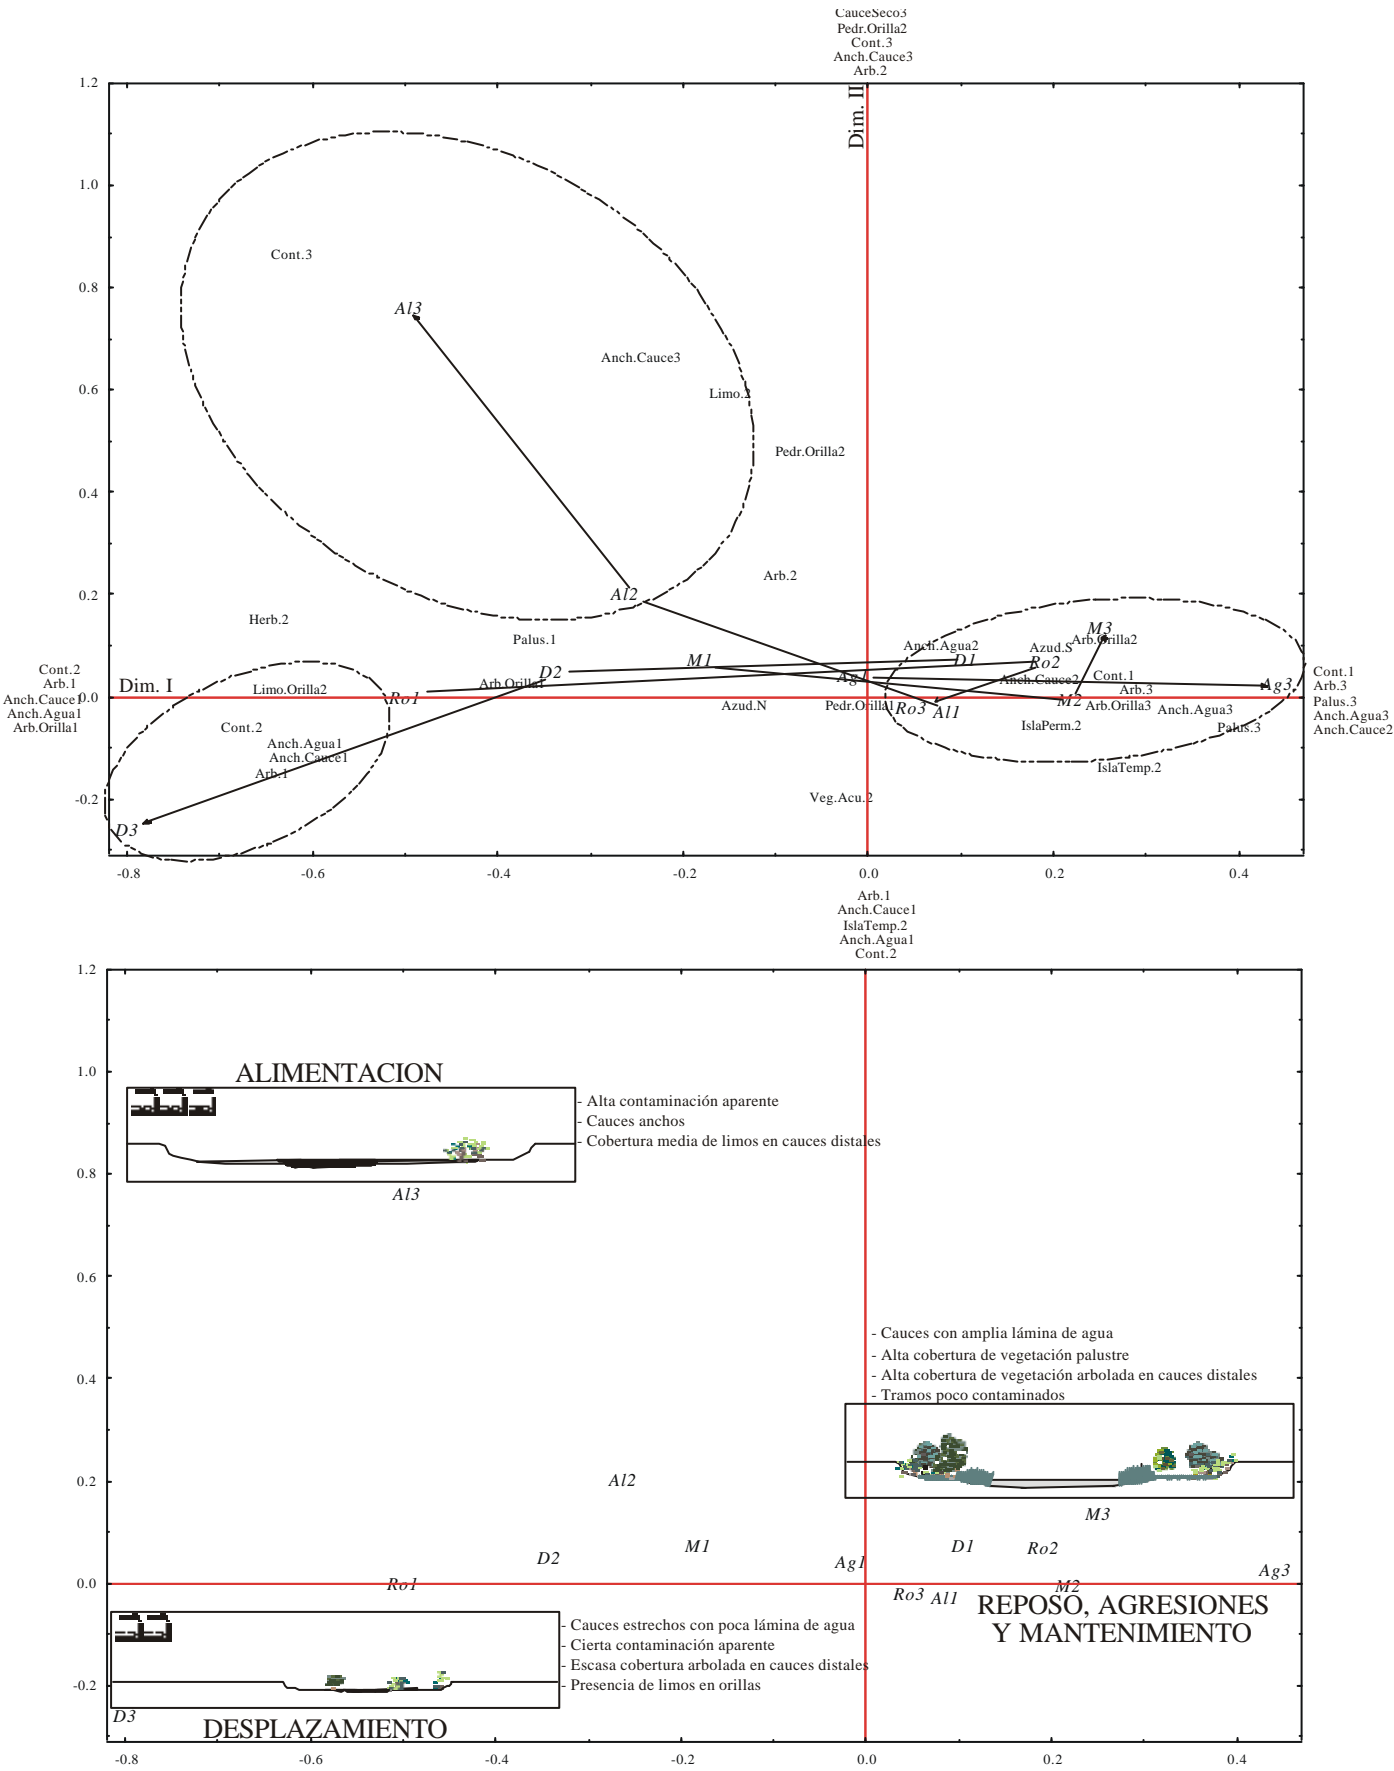 CauceSeco3
Pedr.Orilla2
Cont.3
Anch.Cauce3
Arb.2
1.2
Dim. II
1.0
Cont.3
0.8
Al3
Anch.Cauce3
0.6
Limo.2
Pedr.Orilla2
0.4
Arb.2
0.2
Al2
Herb.2
Palus.1
M3
Arb.Orilla2
Anch.Agua2
Azud.S
M1
D1
Ro2
D2
Ag1
Cont.1
Anch.Cauce2
Ag3
Cont.2
Arb.1
Anch.Cauce1
Anch.Agua1
Arb.Orilla1
Dim. I
0.0
Limo.Orilla2
Ro1
Arb.Orilla1
Arb.3
M2
Cont.1
Arb.3
Palus.3
Anch.Agua3
Anch.Cauce2
Azud.N
Pedr.Orilla1
Ro3
Al1
Arb.Orilla3
Anch.Agua3
Cont.2
IslaPerm.2
Palus.3
Anch.Agua1
Anch.Cauce1
Arb.1
IslaTemp.2
-0.2
Veg.Acu.2
D3
-0.8
-0.6
-0.4
-0.2
0.0
0.2
0.4
Arb.1
Anch.Cauce1
IslaTemp.2
Anch.Agua1
Cont.2
1.2
1.0
ALIMENTACION
- Alta contaminación aparente
- Cauces anchos
- Cobertura media de limos en cauces distales
0.8
Al3
0.6
- Cauces con amplia lámina de agua
- Alta cobertura de vegetación palustre
- Alta cobertura de vegetación arbolada en cauces distales
- Tramos poco contaminados
0.4
0.2
Al2
M3
M1
D1
Ro2
D2
Ag1
Ag3
0.0
Ro1
M2
Ro3
Al1
REPOSO, AGRESIONES
Y MANTENIMIENTO
- Cauces estrechos con poca lámina de agua
- Cierta contaminación aparente
- Escasa cobertura arbolada en cauces distales
- Presencia de limos en orillas
-0.2
D3
DESPLAZAMIENTO
-0.8
-0.6
-0.4
-0.2
0.0
0.2
0.4